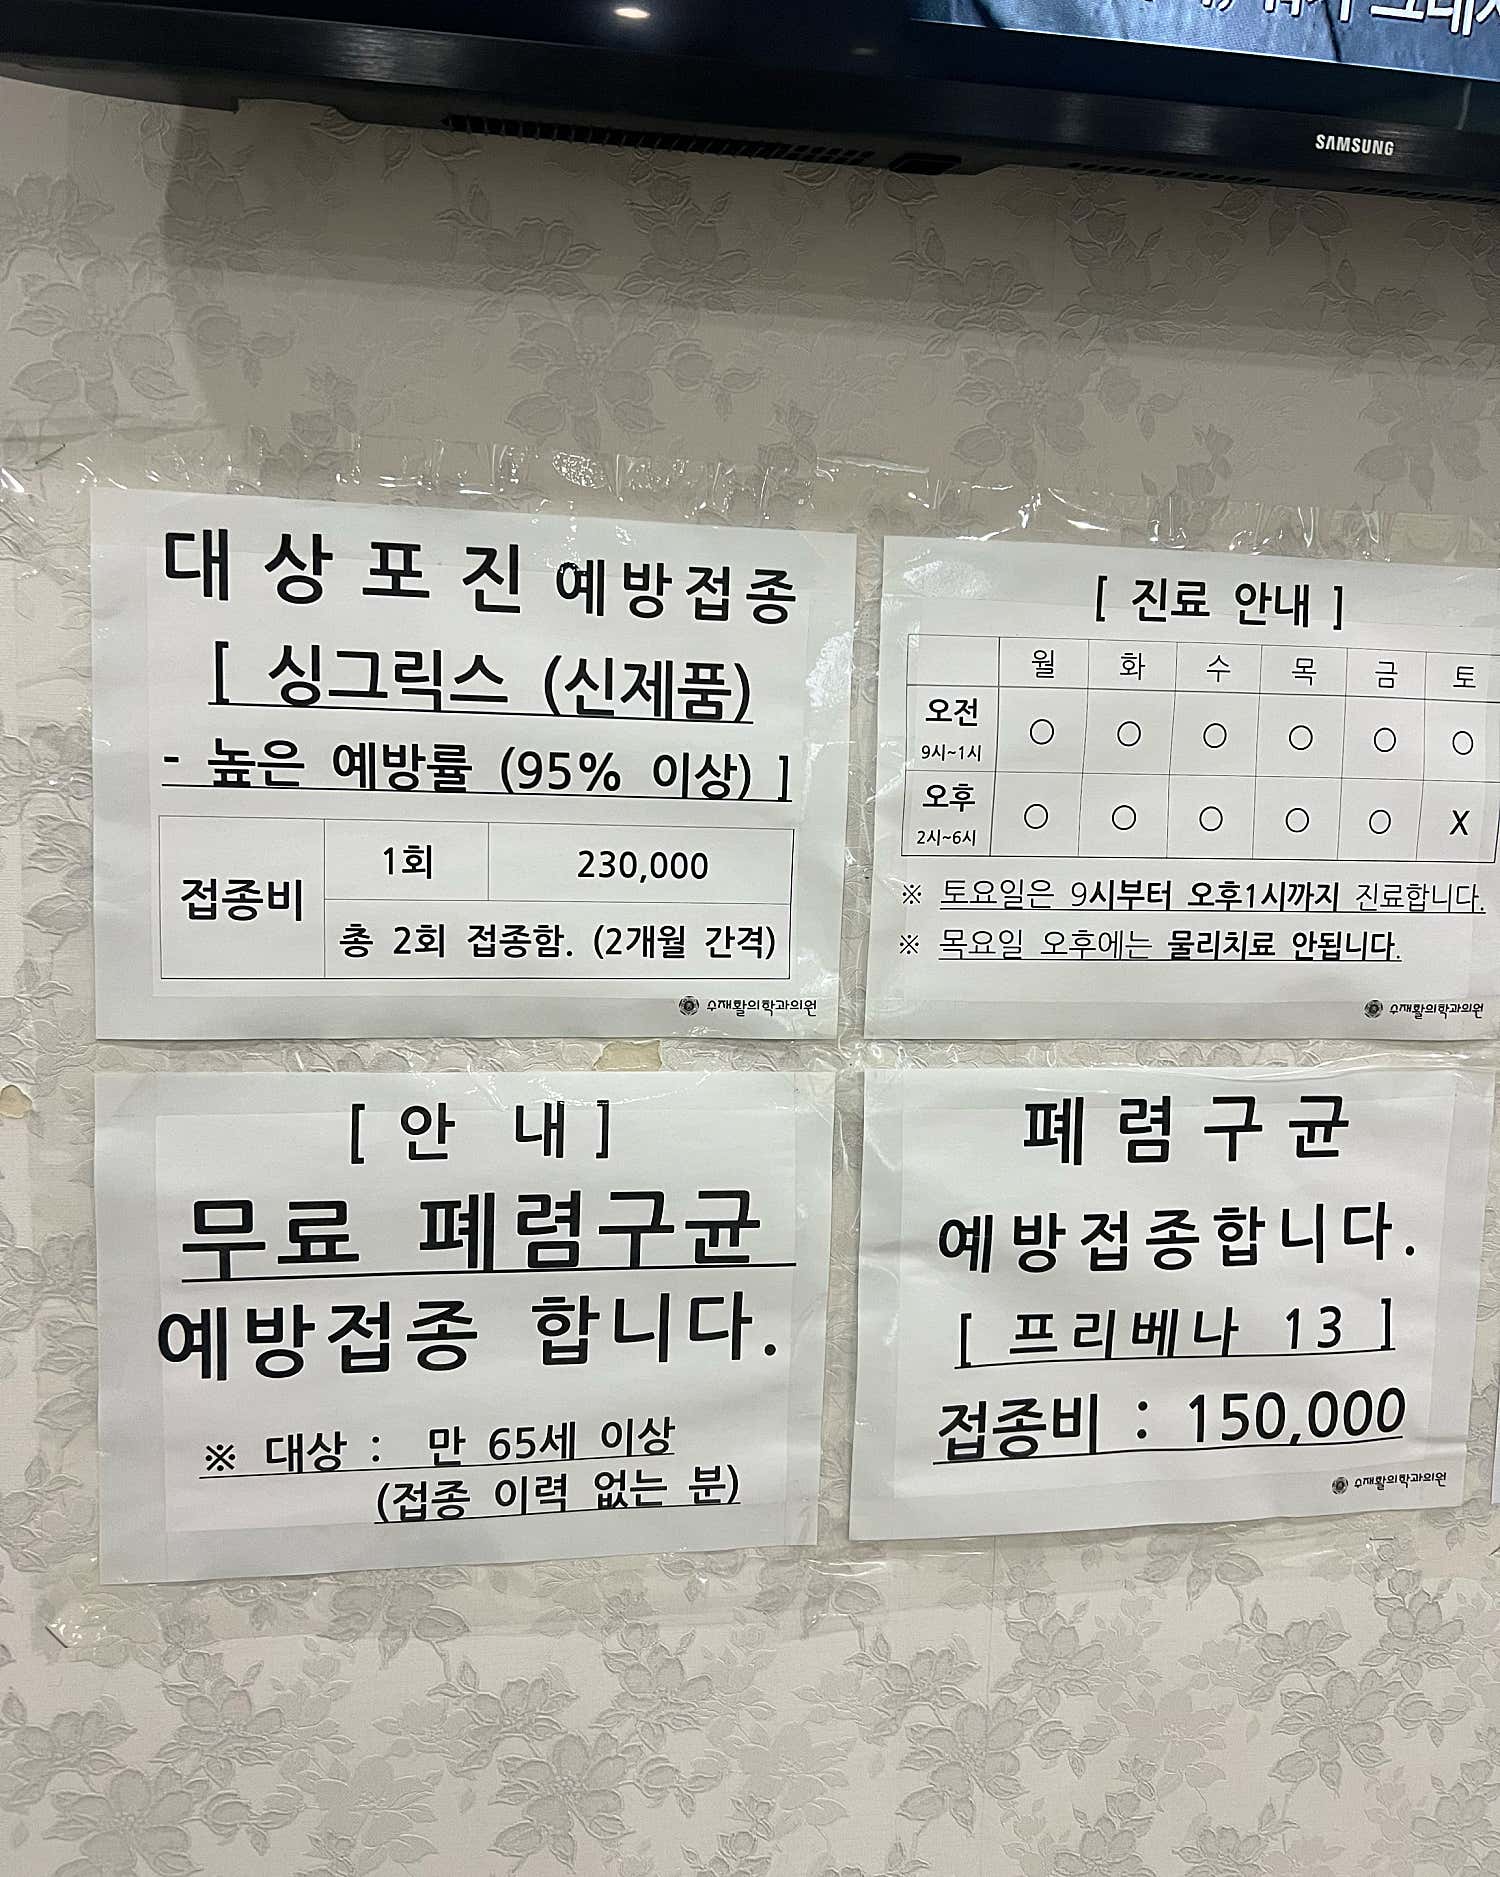 SAMSUNG
대상포진 예방접종
[ 싱그릭스 (신제품)
- 높은 예방률 (95% 이상) ]
접종비
1회 230,000
총 2회 접종함. (2개월 간격)
수재활의학과의원
[ 진료 안내 ]
월 화 수 목 금 토
오전
9시~1시
○ ○ ○ ○ ○ ○
오후
2시~6시
○ ○ ○ ○ ○ X
※ 토요일은 9시부터 오후1시까지 진료합니다.
※ 목요일 오후에는 물리치료 안됩니다.
수재활의학과의원
[ 안 내 ]
무료 폐렴구균
예방접종 합니다.
※ 대상 : 만 65세 이상
(접종 이력 없는 분)
폐렴구균
예방접종합니다.
[ 프리베나 13 ]
접종비 : 150,000
수재활의학과의원